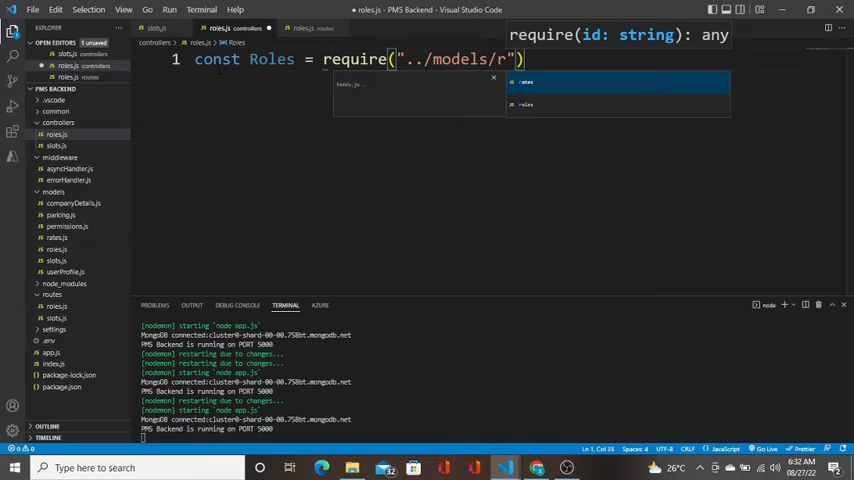 File Edit Selection View Go Run Terminal Help
roles.js - PMS Backend - Visual Studio Code
EXPLORER
OPEN EDITORS 1 unsaved
slots.js controllers
roles.js controllers
roles.js routes
PMS BACKEND
.vscode
common
controllers
roles.js
slots.js
middleware
asyncHandler.js
errorHandler.js
models
companyDetails.js
parking.js
permissions.js
rates.js
roles.js
slots.js
userProfile.js
node_modules
routes
roles.js
slots.js
settings
.env
app.js
index.js
package-lock.json
package.json
OUTLINE
TIMELINE
slots.js
roles.js controllers
roles.js routes
controllers > roles.js > Roles
require(id: string): any
1 const Roles = require("../models/r")
rates.js .
rates
roles
PROBLEMS OUTPUT DEBUG CONSOLE TERMINAL AZURE
node
[nodemon] starting `node app.js`
MongoDB connected:cluster0-shard-00-00.758bt.mongodb.net
PMS Backend is running on PORT 5000
[nodemon] restarting due to changes...
[nodemon] starting `node app.js`
MongoDB connected:cluster0-shard-00-00.758bt.mongodb.net
PMS Backend is running on PORT 5000
[nodemon] restarting due to changes...
[nodemon] starting `node app.js`
MongoDB connected:cluster0-shard-00-00.758bt.mongodb.net
PMS Backend is running on PORT 5000
0 0
Ln 1, Col 35 Spaces: 4 UTF-8 CRLF JavaScript Go Live Prettier
Type here to search
32
26°C
6:32 AM
08/27/22
2